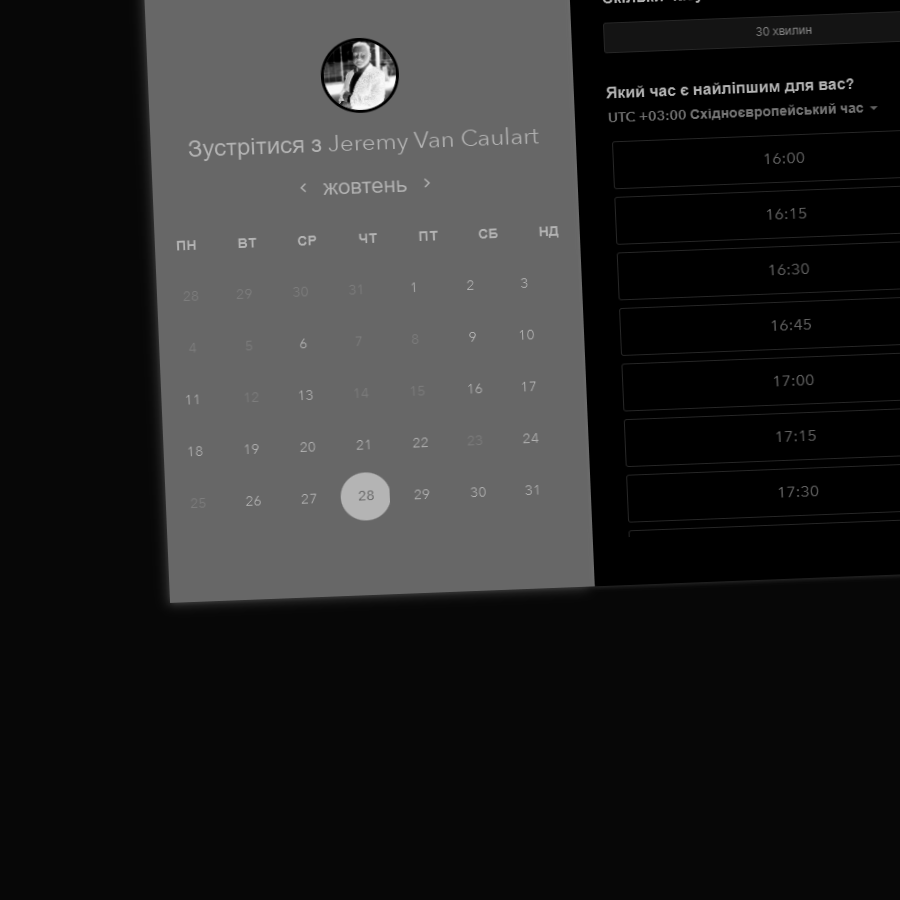 Зустрітися з Jeremy Van Caulart
‹ жовтень ›
ПН ВТ СР ЧТ ПТ СБ НД
28 29 30 31 1 2 3
4 5 6 7 8 9 10
11 12 13 14 15 16 17
18 19 20 21 22 23 24
25 26 27 28 29 30 31
30 хвилин
Який час є найліпшим для вас?
UTC +03:00 Східноєвропейський час
16:00
16:15
16:30
16:45
17:00
17:15
17:30